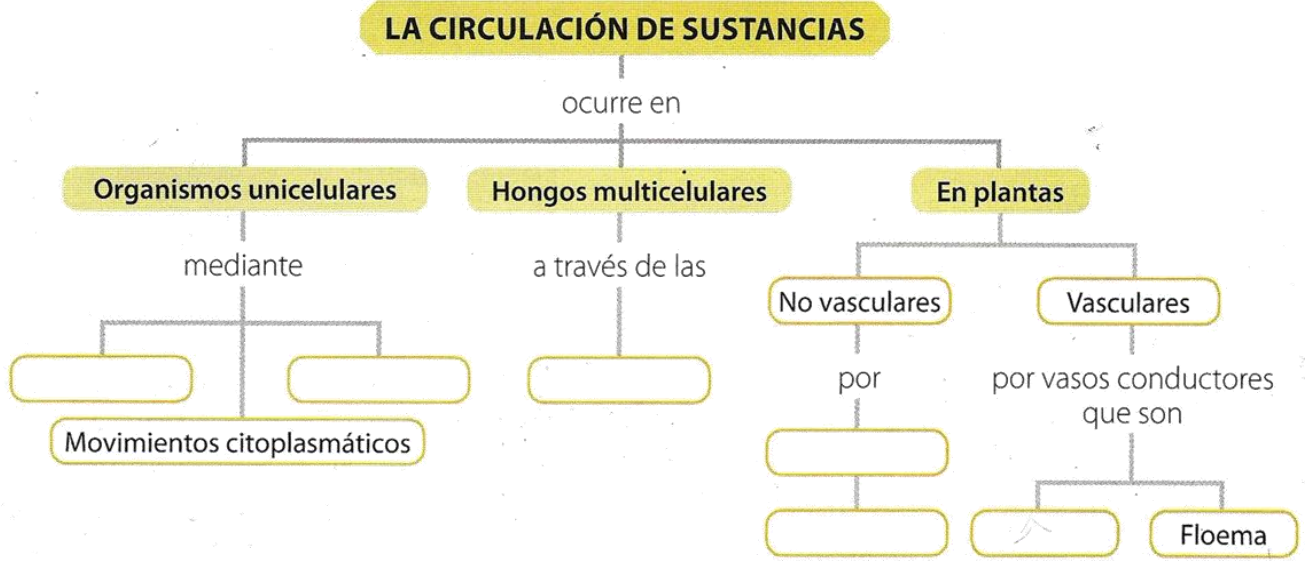 LA CIRCULACIÓN DE SUSTANCIAS
ocurre en
Organismos unicelulares
Hongos multicelulares
En plantas
mediante
a través de las
No vasculares
Vasculares
por
por vasos conductores
que son
Movimientos citoplasmáticos
Floema